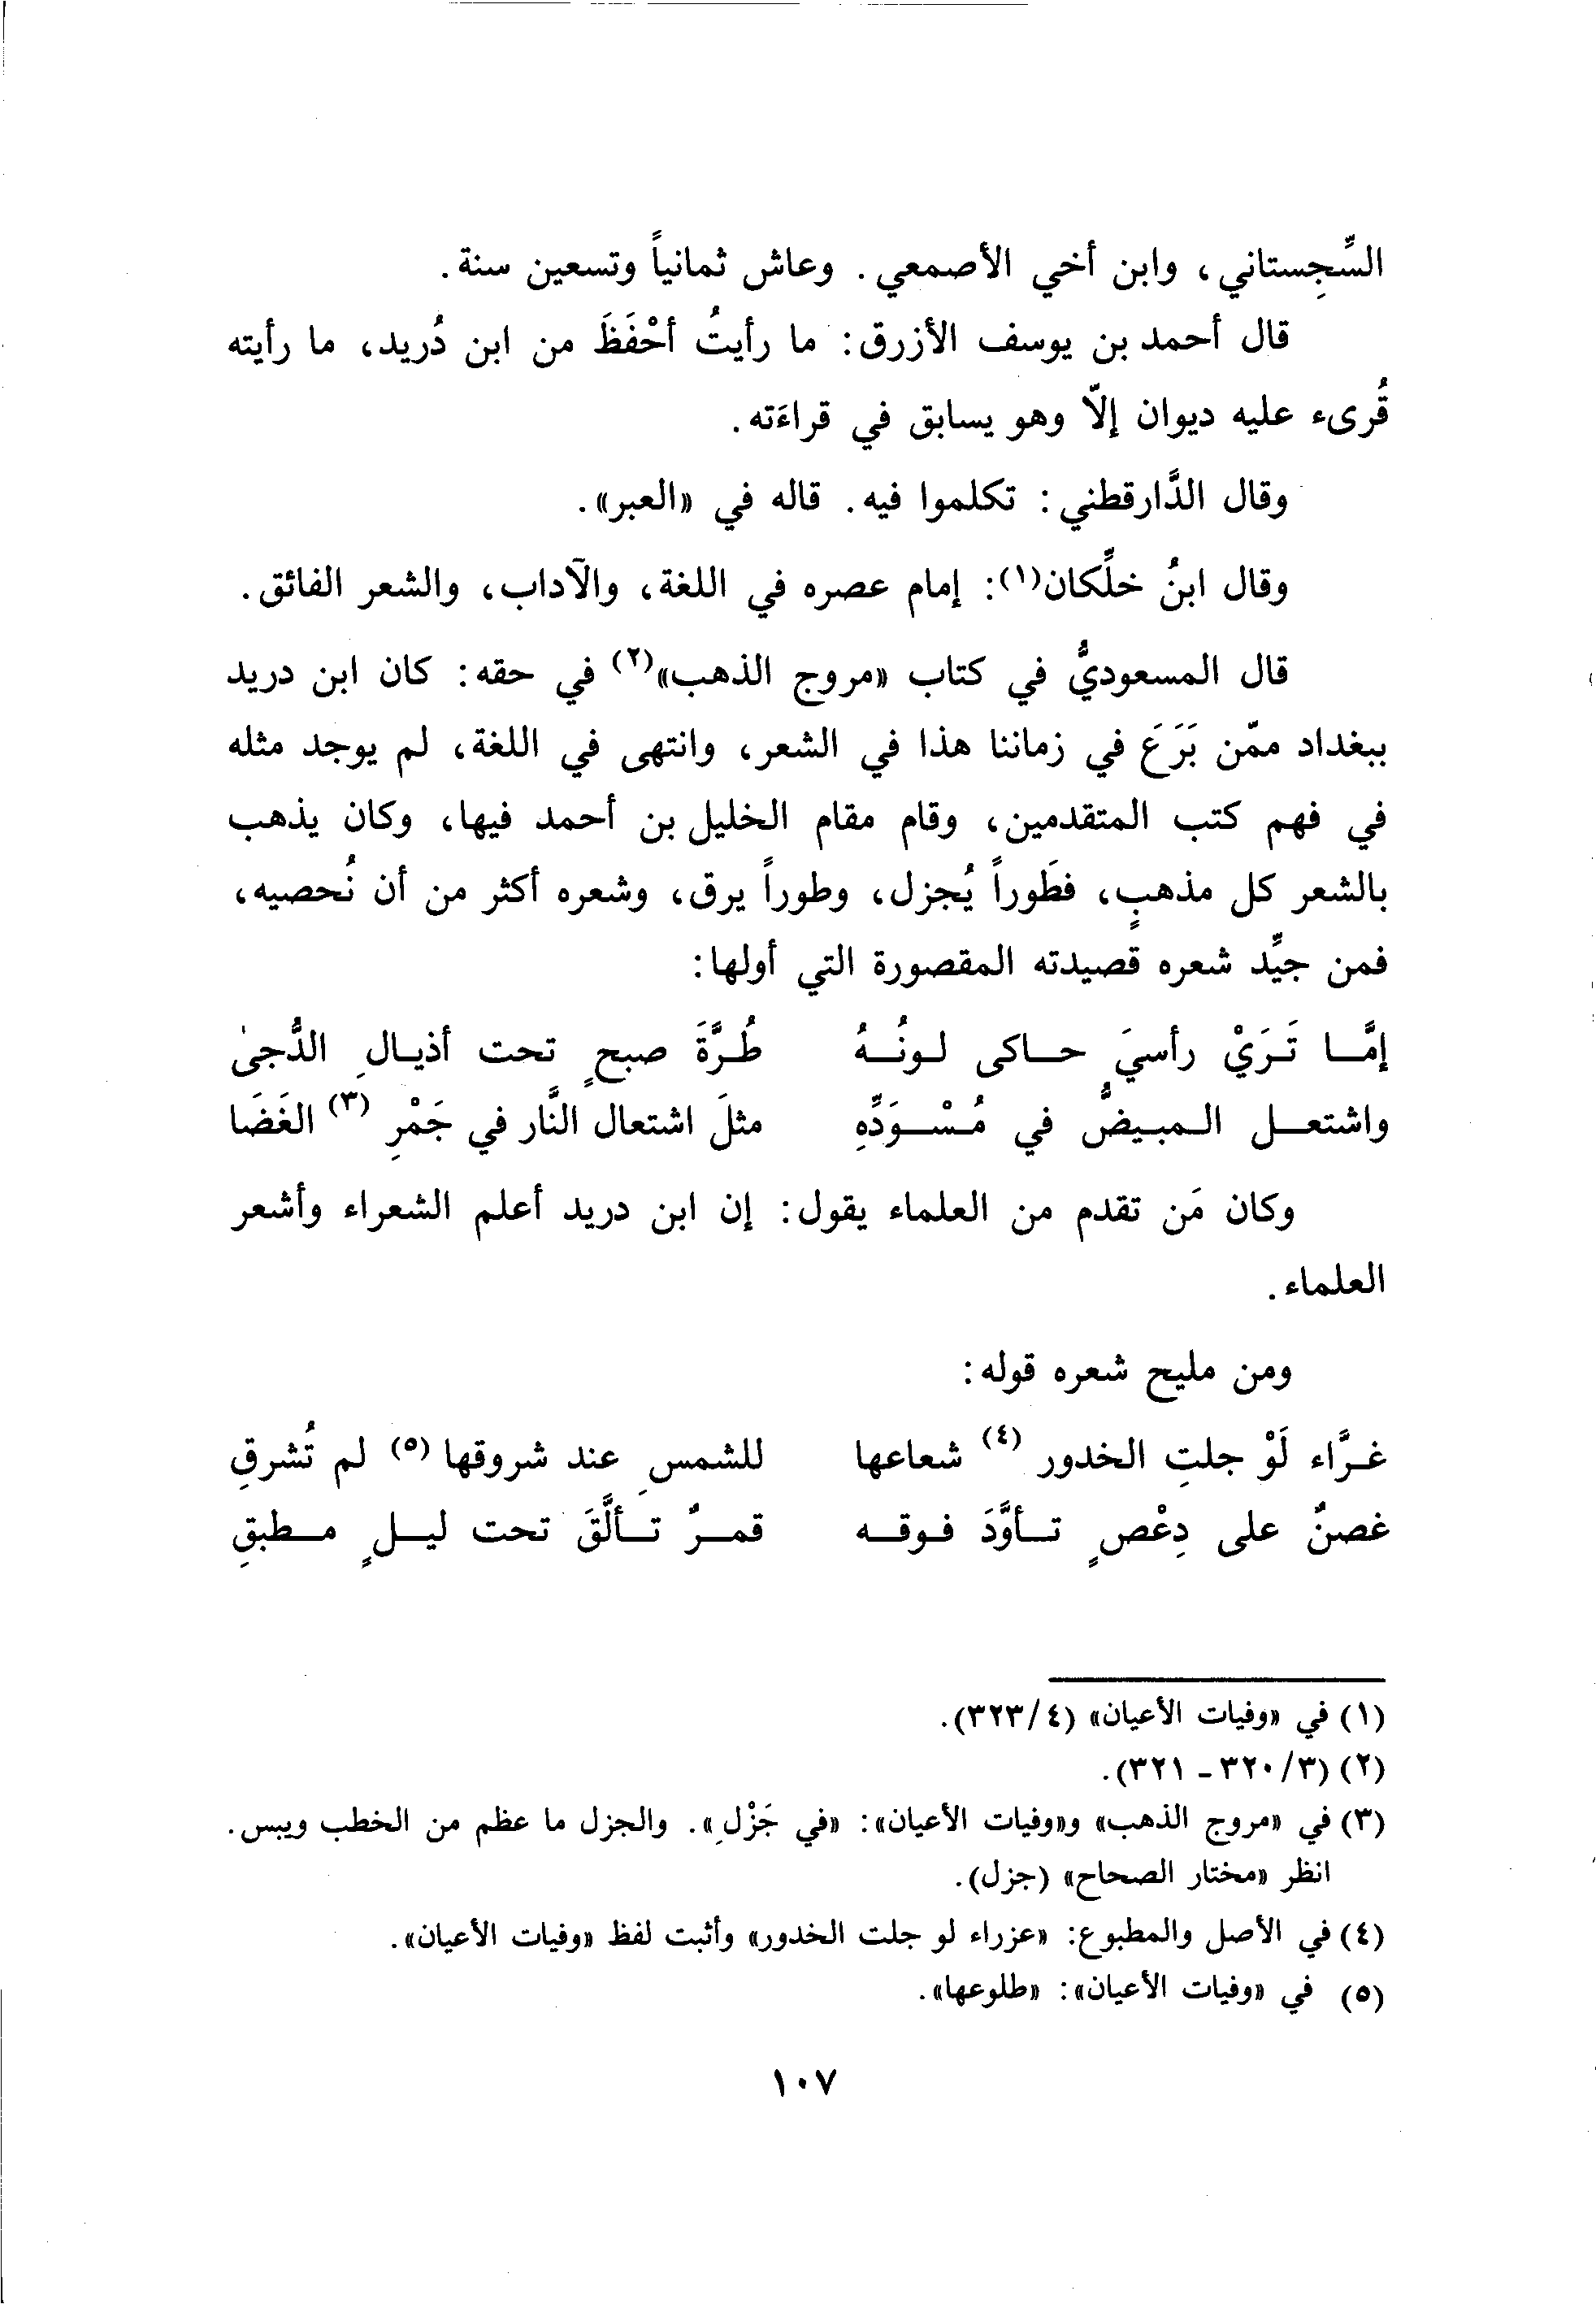 السِّجِستاني، وابن أخي الأصمعي. وعاش ثمانياً وتسعين سنة.
قال أحمد بن يوسف الأزرق: ما رأيتُ أحْفَظَ من ابن دُريد، ما رأيته
قُرىء عليه ديوان إلاّ وهو يسابق في قراءَته.
وقال الدَّارقطني: تكلموا فيه. قاله في «العبر».
وقال ابنُ خلِّكان(١): إمام عصره في اللغة، والآداب، والشعر الفائق.
قال المسعوديُّ في كتاب «مروج الذهب»(٢) في حقه: كان ابن دريد
ببغداد ممّن بَرَعَ في زماننا هذا في الشعر، وانتهى في اللغة، لم يوجد مثله
في فهم كتب المتقدمين، وقام مقام الخليل بن أحمد فيها، وكان يذهب
بالشعر كل مذهبٍ، فطَوراً يُجزل، وطوراً يرق، وشعره أكثر من أن نُحصيه،
فمن جيِّد شعره قصيدته المقصورة التي أولها:
إمَّا تَرَيْ رأسيَ حاكى لونُهُ طُرَّةَ صبحٍ تحت أذيالِ الدُّجىٰ
واشتعل المبيضُّ في مُسْوَدِّهِ مثلَ اشتعال النَّار في جَمْرِ(٣) الغَضَا
وكان مَن تقدم من العلماء يقول: إن ابن دريد أعلم الشعراء وأشعر
العلماء.
ومن مليح شعره قوله:
غرَّاء لَوْ جلتِ الخدور(٤) شعاعها للشمسِ عند شروقها(٥) لم تُشرقِ
غصنٌ على دِعْصٍ تأوَّدَ فوقه قمرٌ تألَّقَ تحت ليلٍ مطبقِ
(١) في «وفيات الأعيان» (٣٢٣/٤).
(٢) (٣٢٠/٣ - ٣٢١).
(٣) في «مروج الذهب» و«وفيات الأعيان»: «في جَزْلِ». والجزل ما عظم من الخطب ويبس.
انظر «مختار الصحاح» (جزل).
(٤) في الأصل والمطبوع: «عزراء لو جلت الخدور» وأثبت لفظ «وفيات الأعيان».
(٥) في «وفيات الأعيان»: «طلوعها».
١٠٧